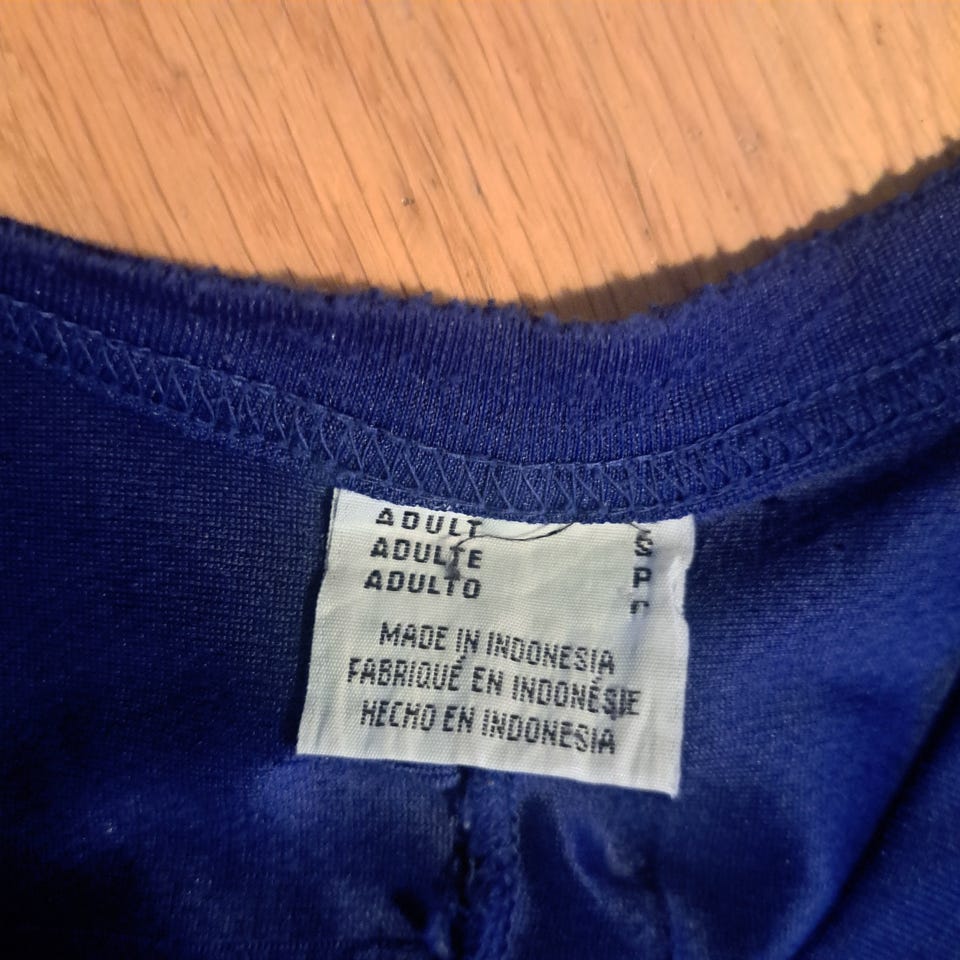 ADULT S
ADULTE P
ADULTO
MADE IN INDONESIA
FABRIQUÉ EN INDONÉSIE
HECHO EN INDONESIA